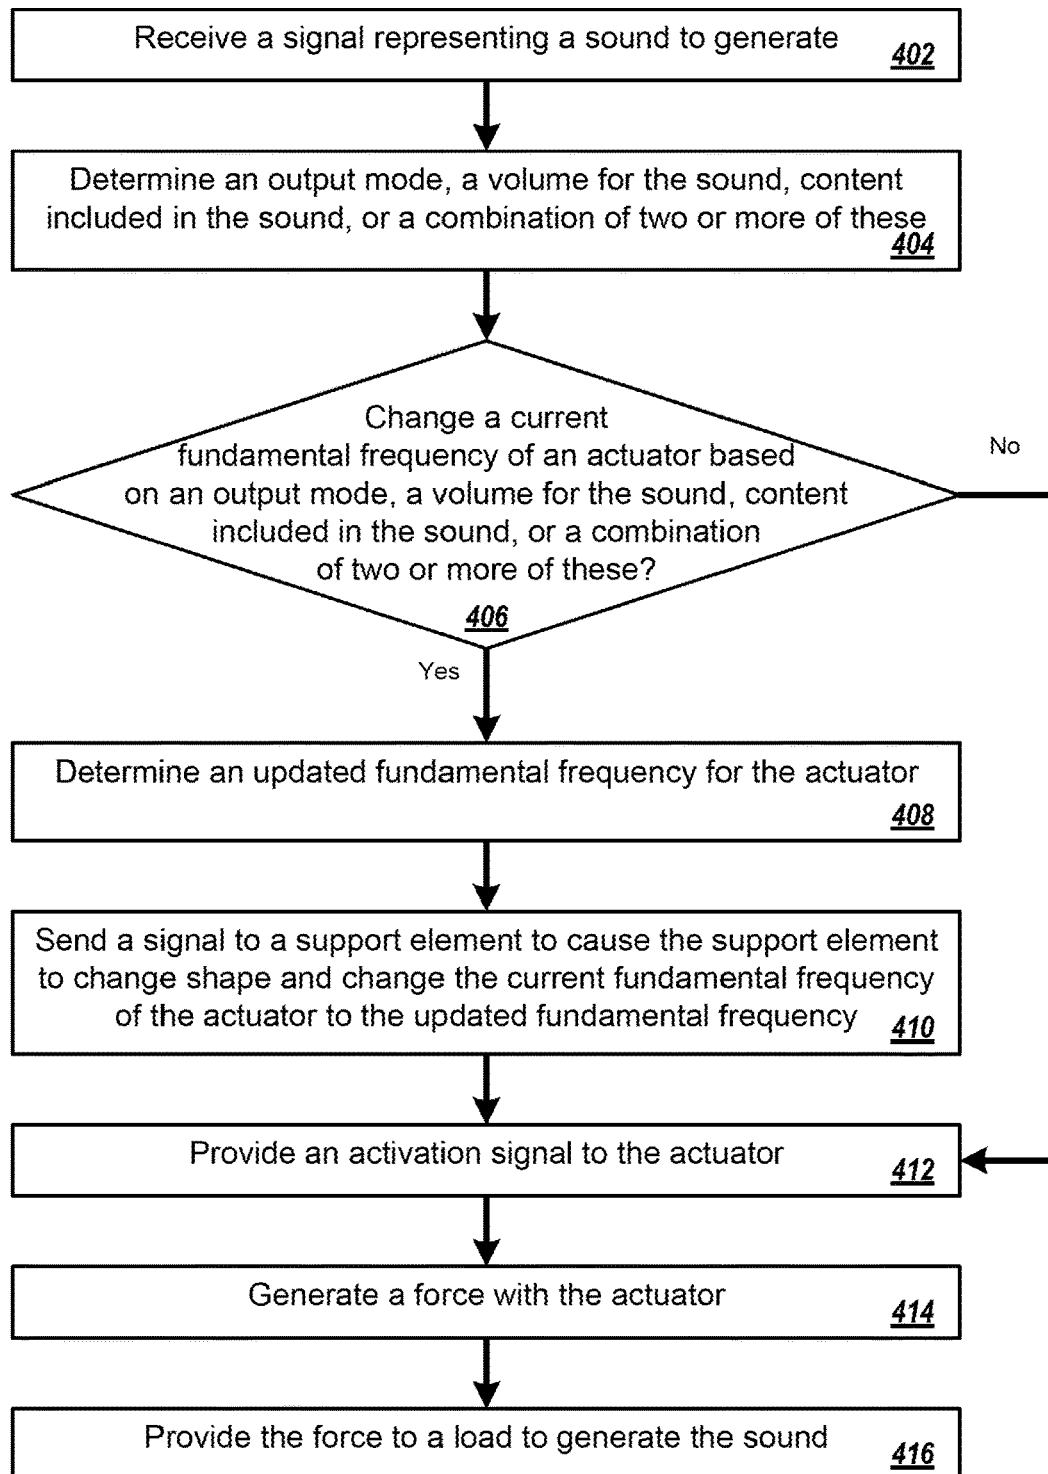 Receive a signal representing a sound to generate
402
Determine an output mode, a volume for the sound, content
included in the sound, or a combination of two or more of these
404
Change a current
fundamental frequency of an actuator based
on an output mode, a volume for the sound, content
included in the sound, or a combination
of two or more of these?
406
No
Yes
Determine an updated fundamental frequency for the actuator
408
Send a signal to a support element to cause the support element
to change shape and change the current fundamental frequency
of the actuator to the updated fundamental frequency
410
Provide an activation signal to the actuator
412
Generate a force with the actuator
414
Provide the force to a load to generate the sound
416